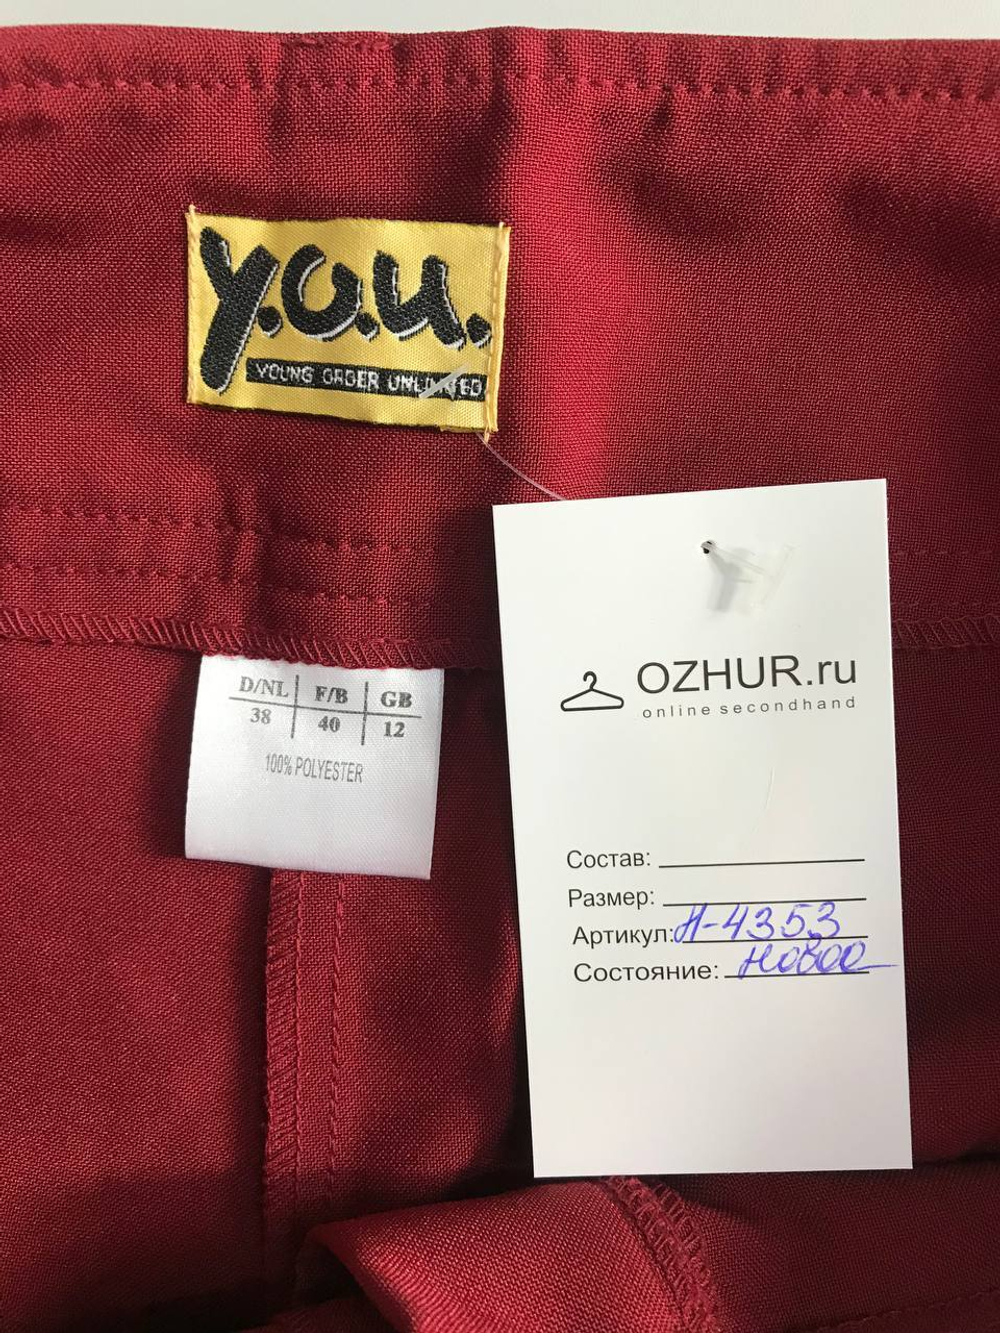 y.o.u.
YOUNG ORDER UNLIMITED
D/NL F/B GB
38 40 12
100% POLYESTER
OZHUR.ru
online secondhand
Состав:
Размер:
Артикул: Н-4353
Состояние: новое